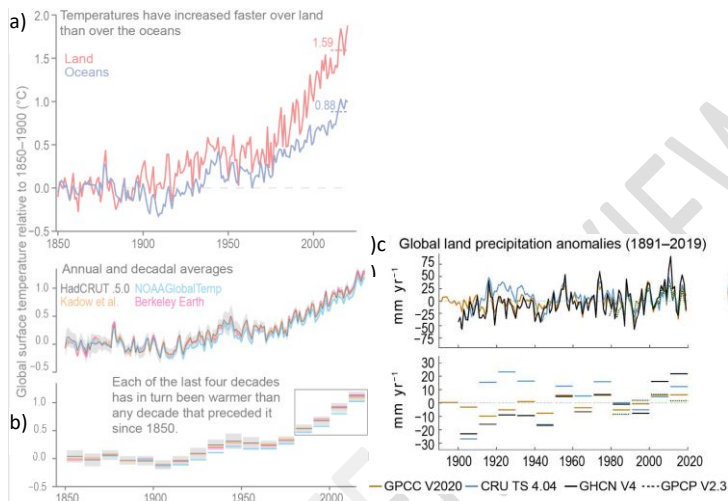 a)
Temperatures have increased faster over land
than over the oceans
2.0
1.5
1.0
0.5
0.0
−0.5
1.59
0.88
Land
Oceans
1850
1900
1950
2000
Global surface temperature relative to 1850–1900 (°C)
Annual and decadal averages
HadCRUT .5.0 NOAAGlobalTemp
Kadow et al. Berkeley Earth
1.0
0.5
0.0
-0.5
b)
Each of the last four decades
has in turn been warmer than
any decade that preceded it
since 1850.
1.0
0.5
0.0
-0.5
1850
1900
1950
2000
)c
)
Global land precipitation anomalies (1891–2019)
mm yr⁻¹
75
50
25
0
-25
-50
mm yr⁻¹
30
20
10
0
-10
-20
-30
1900 1920 1940 1960 1980 2000 2020
GPCC V2020 CRU TS 4.04 GHCN V4 GPCP V2.3
VIEW